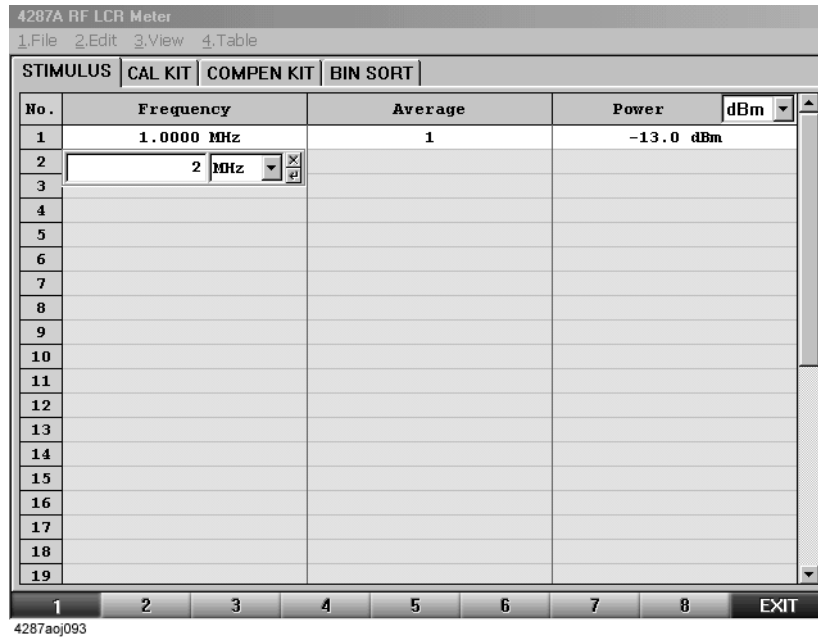 4287A RF LCR Meter
1.File 2.Edit 3.View 4.Table
STIMULUS CAL KIT COMPEN KIT BIN SORT
No. Frequency Average Power dBm
1 1.0000 MHz 1 -13.0 dBm
2 2 MHz
3
4
5
6
7
8
9
10
11
12
13
14
15
16
17
18
19
1 2 3 4 5 6 7 8 EXIT
4287aoj093